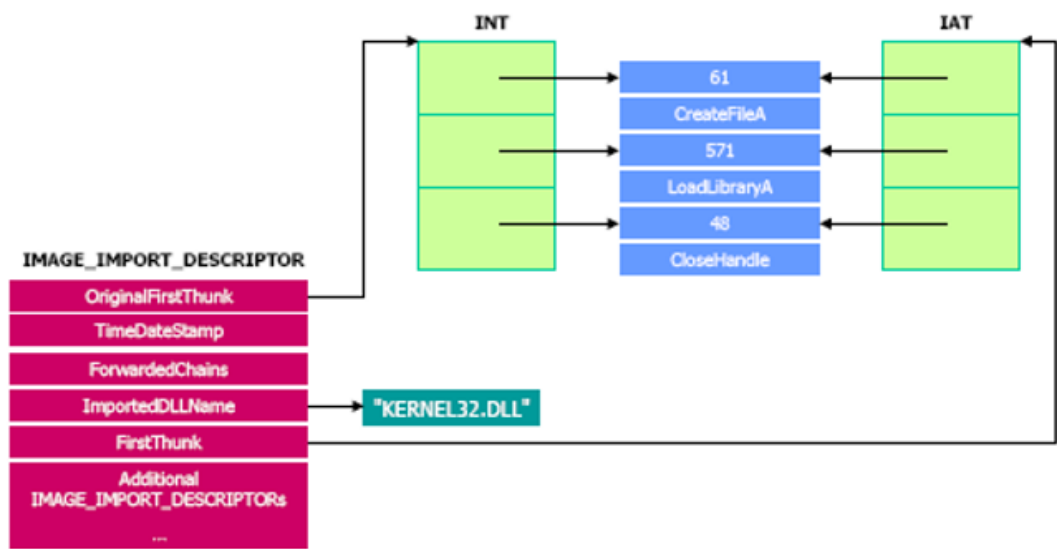 INT
IAT
61
CreateFileA
571
LoadLibraryA
48
CloseHandle
IMAGE_IMPORT_DESCRIPTOR
OriginalFirstThunk
TimeDateStamp
ForwardedChains
ImportedDLLName
"KERNEL32.DLL"
FirstThunk
Additional
IMAGE_IMPORT_DESCRIPTORs
...